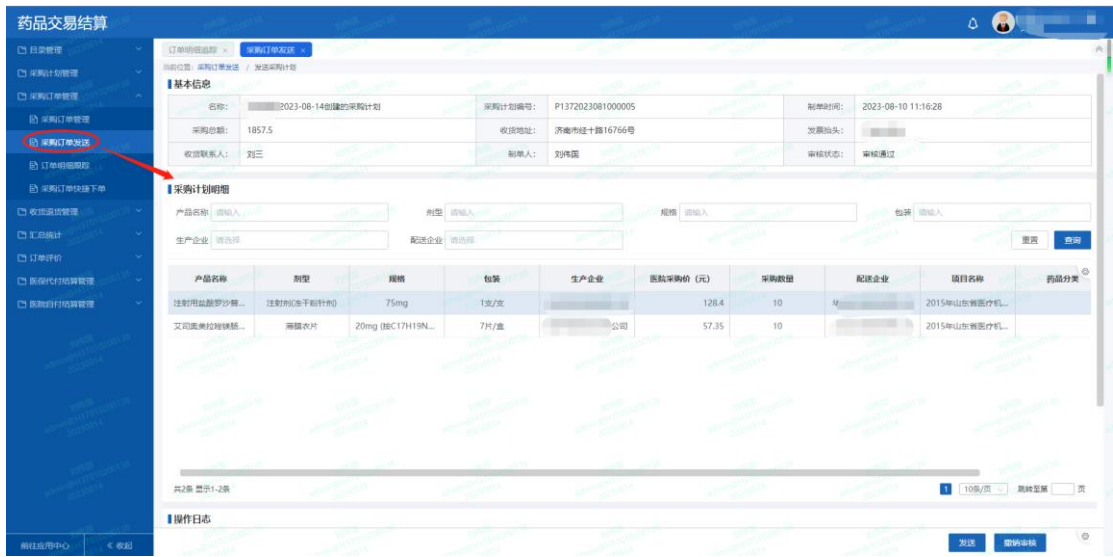 药品交易结算
目录管理
采购计划管理
采购订单管理
采购订单管理
采购订单发送
订单明细跟踪
采购订单快捷下单
收货退货管理
汇总统计
订单评价
医保代付结算管理
医院自付结算管理
前往应用中心 « 收起
订单明细追踪 × 采购订单发送 ×
当前位置: 采购订单发送 / 发送采购计划
基本信息
名称: 2023-08-14创建的采购计划 采购计划编号: P1372023081000005 制单时间: 2023-08-10 11:16:28
采购总额: 1857.5 收货地址: 济南市经十路16766号 发票抬头:
收货联系人: 刘三 制单人: 刘伟国 审核状态: 审核通过
采购计划明细
产品名称 请输入 剂型 请输入 规格 请输入 包装 请输入
生产企业 请选择 配送企业 请选择 重置 查询
产品名称 剂型 规格 包装 生产企业 医院采购价 (元) 采购数量 配送企业 项目名称 药品分类
注射用盐酸罗沙替... 注射剂(冻干粉针剂) 75mg 1支/支 128.4 10 2015年山东省医疗机...
艾司奥美拉唑镁肠... 薄膜衣片 20mg (按C17H19N... 7片/盒 公司 57.35 10 2015年山东省医疗机...
共2条 显示1-2条 1 10条/页 跳转至第 页
操作日志
发送 撤销审核